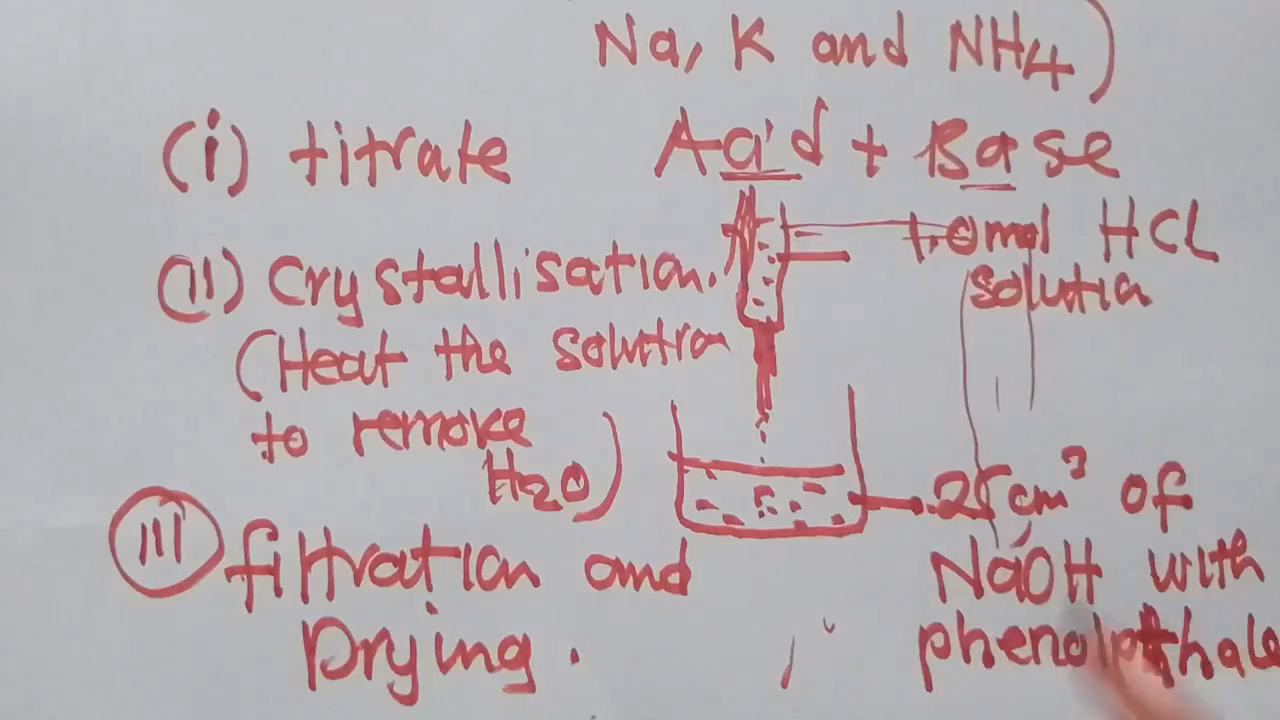 Na, K and NH4)
(i) titrate
Acid + Base
1.0 mol HCl
solution
(II) Crystallisation.
(Heat the solution
to remove
H2O)
25 cm³ of
NaOH with
phenolpthale
(III) filtration and
Drying.